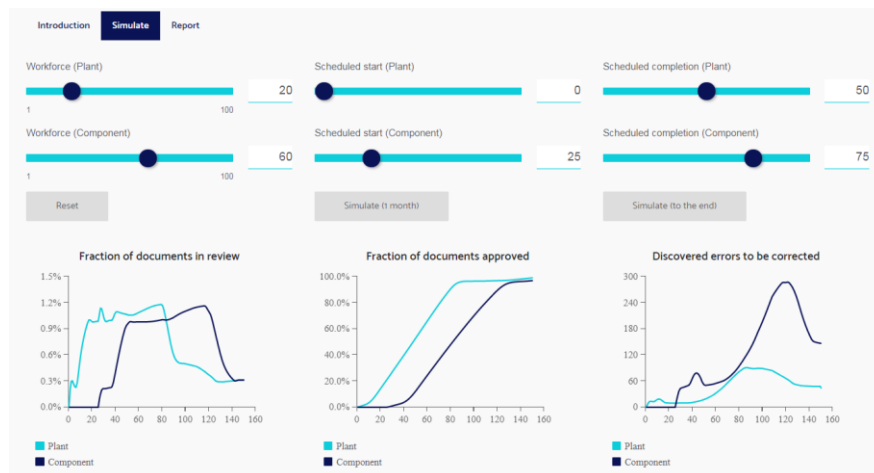 Introduction Simulate Report
Workforce (Plant) Scheduled start (Plant) Scheduled completion (Plant)
20 0 50
1 100
Workforce (Component) Scheduled start (Component) Scheduled completion (Component)
60 25 75
1 100
Reset Simulate (1 month) Simulate (to the end)
Fraction of documents in review
1.5%
1.2%
0.9%
0.6%
0.3%
0.0%
0 20 40 60 80 100 120 140 160
Plant
Component
Fraction of documents approved
100.0%
80.0%
60.0%
40.0%
20.0%
0.0%
0 20 40 60 80 100 120 140 160
Plant
Component
Discovered errors to be corrected
300
240
180
120
60
0
0 20 40 60 80 100 120 140 160
Plant
Component